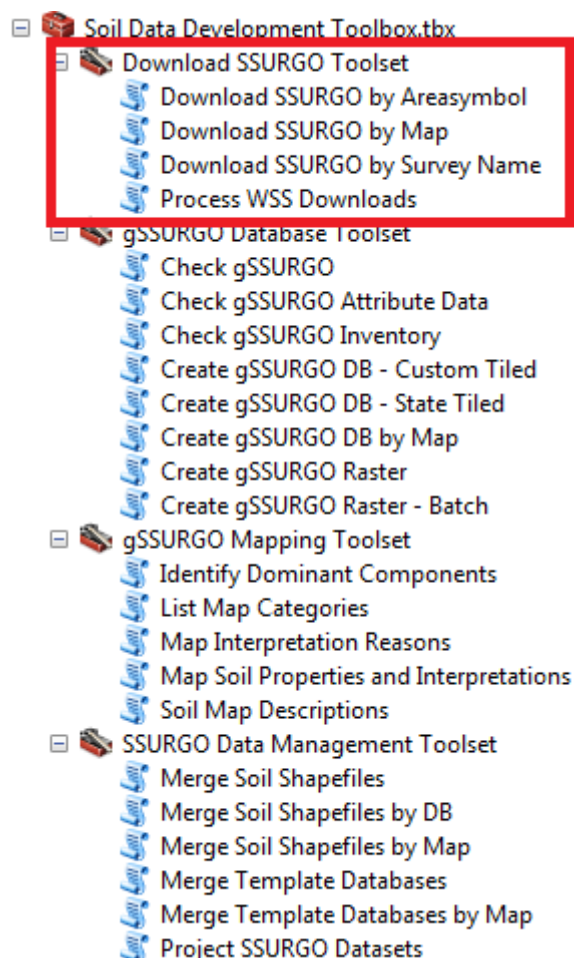 Soil Data Development Toolbox.tbx
Download SSURGO Toolset
Download SSURGO by Areasymbol
Download SSURGO by Map
Download SSURGO by Survey Name
Process WSS Downloads
gSSURGO Database Toolset
Check gSSURGO
Check gSSURGO Attribute Data
Check gSSURGO Inventory
Create gSSURGO DB - Custom Tiled
Create gSSURGO DB - State Tiled
Create gSSURGO DB by Map
Create gSSURGO Raster
Create gSSURGO Raster - Batch
gSSURGO Mapping Toolset
Identify Dominant Components
List Map Categories
Map Interpretation Reasons
Map Soil Properties and Interpretations
Soil Map Descriptions
SSURGO Data Management Toolset
Merge Soil Shapefiles
Merge Soil Shapefiles by DB
Merge Soil Shapefiles by Map
Merge Template Databases
Merge Template Databases by Map
Project SSURGO Datasets